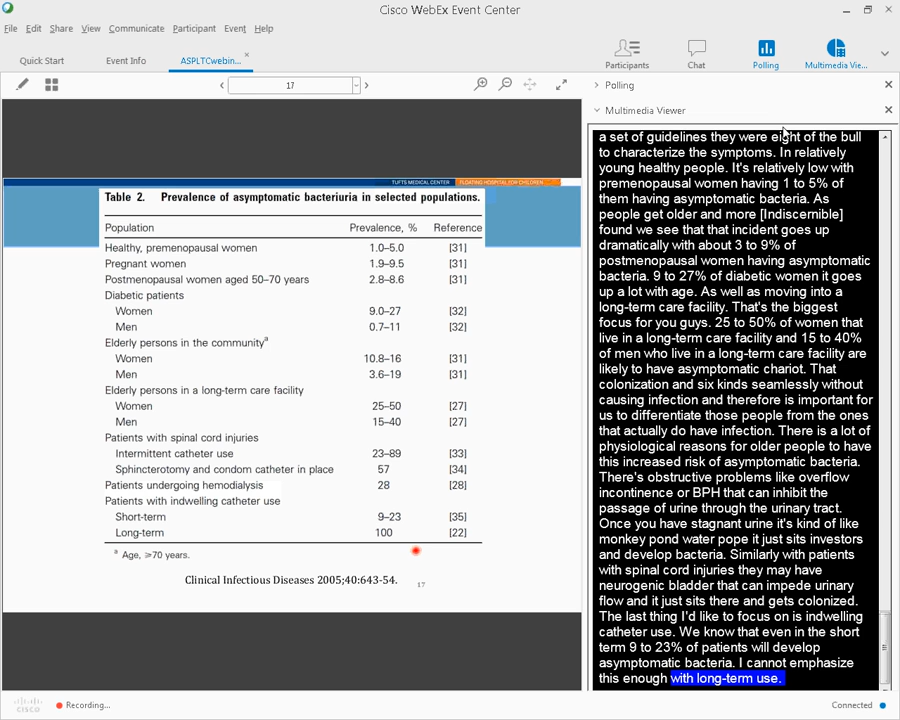 Cisco WebEx Event Center
File Edit Share View Communicate Participant Event Help
Quick Start Event Info ASPLTCwebin... Participants Chat Polling Multimedia Vie...
17
Polling
Multimedia Viewer
TUFTS MEDICAL CENTER FLOATING HOSPITAL FOR CHILDREN
Table 2. Prevalence of asymptomatic bacteriuria in selected populations.
Population Prevalence, % Reference
Healthy, premenopausal women 1.0–5.0 [31]
Pregnant women 1.9–9.5 [31]
Postmenopausal women aged 50–70 years 2.8–8.6 [31]
Diabetic patients
Women 9.0–27 [32]
Men 0.7–11 [32]
Elderly persons in the communityᵃ
Women 10.8–16 [31]
Men 3.6–19 [31]
Elderly persons in a long-term care facility
Women 25–50 [27]
Men 15–40 [27]
Patients with spinal cord injuries
Intermittent catheter use 23–89 [33]
Sphincterotomy and condom catheter in place 57 [34]
Patients undergoing hemodialysis 28 [28]
Patients with indwelling catheter use
Short-term 9–23 [35]
Long-term 100 [22]
ᵃ Age, ⩾70 years.
Clinical Infectious Diseases 2005;40:643-54. 17
a set of guidelines they were eight of the bull
to characterize the symptoms. In relatively
young healthy people. It's relatively low with
premenopausal women having 1 to 5% of
them having asymptomatic bacteria. As
people get older and more [Indiscernible]
found we see that that incident goes up
dramatically with about 3 to 9% of
postmenopausal women having asymptomatic
bacteria. 9 to 27% of diabetic women it goes
up a lot with age. As well as moving into a
long-term care facility. That's the biggest
focus for you guys. 25 to 50% of women that
live in a long-term care facility and 15 to 40%
of men who live in a long-term care facility are
likely to have asymptomatic chariot. That
colonization and six kinds seamlessly without
causing infection and therefore is important for
us to differentiate those people from the ones
that actually do have infection. There is a lot of
physiological reasons for older people to have
this increased risk of asymptomatic bacteria.
There's obstructive problems like overflow
incontinence or BPH that can inhibit the
passage of urine through the urinary tract.
Once you have stagnant urine it's kind of like
monkey pond water pope it just sits investors
and develop bacteria. Similarly with patients
with spinal cord injuries they may have
neurogenic bladder that can impede urinary
flow and it just sits there and gets colonized.
The last thing I'd like to focus on is indwelling
catheter use. We know that even in the short
term 9 to 23% of patients will develop
asymptomatic bacteria. I cannot emphasize
this enough with long-term use.
cisco Recording... Connected